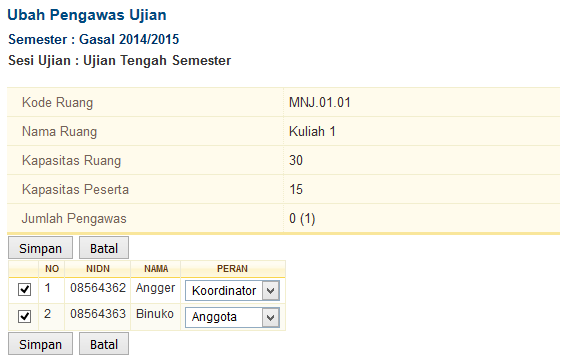 Ubah Pengawas Ujian
Semester : Gasal 2014/2015
Sesi Ujian : Ujian Tengah Semester
Kode Ruang MNJ.01.01
Nama Ruang Kuliah 1
Kapasitas Ruang 30
Kapasitas Peserta 15
Jumlah Pengawas 0 (1)
Simpan Batal
NO NIDN NAMA PERAN
1 08564362 Angger Koordinator
2 08564363 Binuko Anggota
Simpan Batal